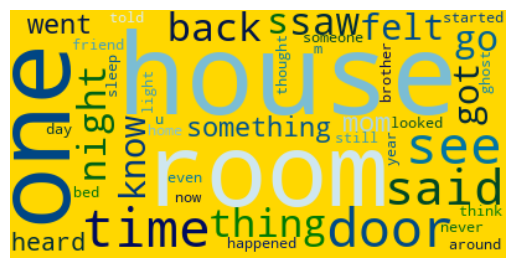 went
told
back
s
saw
felt
started
friend
someone
m
go
one
house
thought
brother
got
ghost
sleep
light
night
day
know
u
home
something
mom
still
looked
year
see
room
bed
even
now
said
time
thing
door
think
never
heard
happened
around